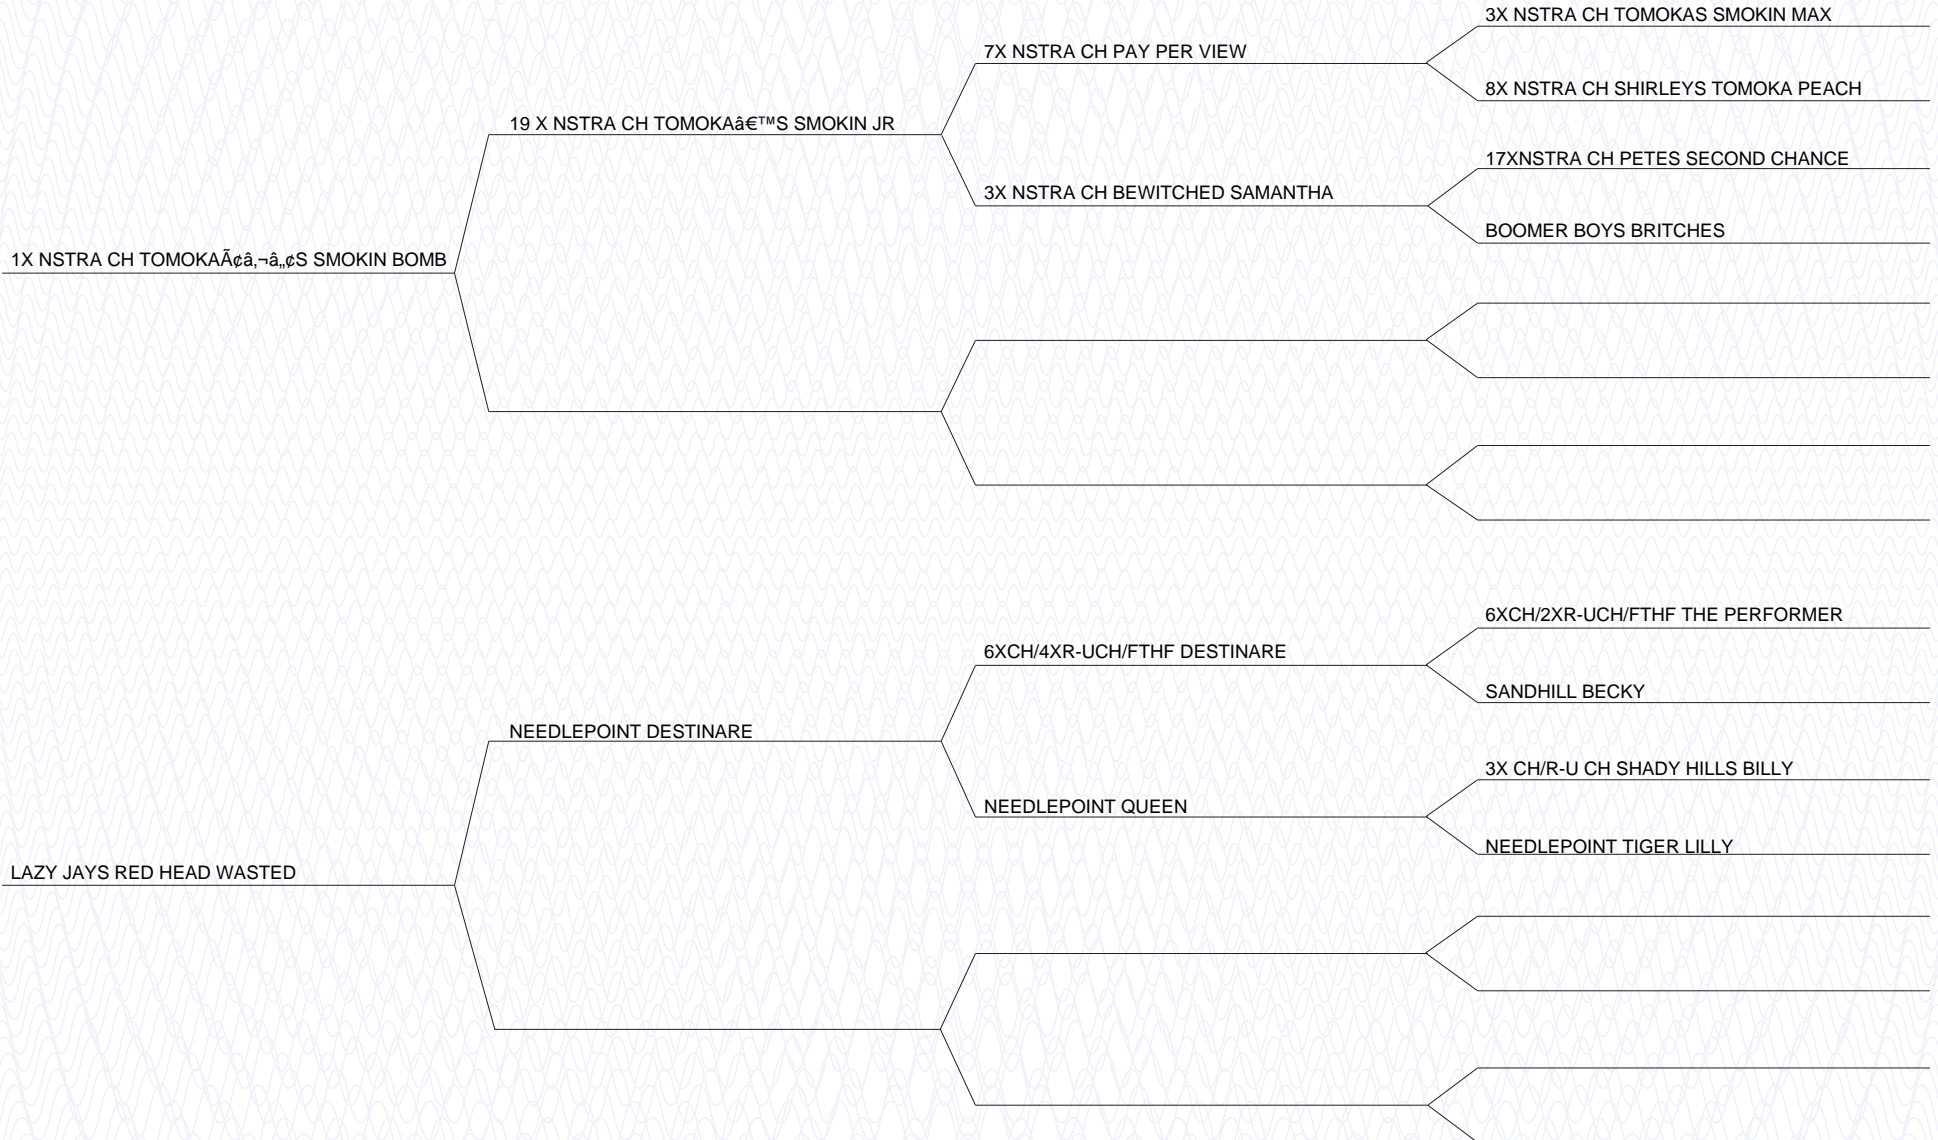 3X NSTRA CH TOMOKAS SMOKIN MAX
7X NSTRA CH PAY PER VIEW
8X NSTRA CH SHIRLEYS TOMOKA PEACH
19 X NSTRA CH TOMOKAâ€™S SMOKIN JR
17XNSTRA CH PETES SECOND CHANCE
3X NSTRA CH BEWITCHED SAMANTHA
BOOMER BOYS BRITCHES
1X NSTRA CH TOMOKAÃ¢â‚¬â„¢S SMOKIN BOMB
6XCH/2XR-UCH/FTHF THE PERFORMER
6XCH/4XR-UCH/FTHF DESTINARE
SANDHILL BECKY
NEEDLEPOINT DESTINARE
3X CH/R-U CH SHADY HILLS BILLY
NEEDLEPOINT QUEEN
NEEDLEPOINT TIGER LILLY
LAZY JAYS RED HEAD WASTED